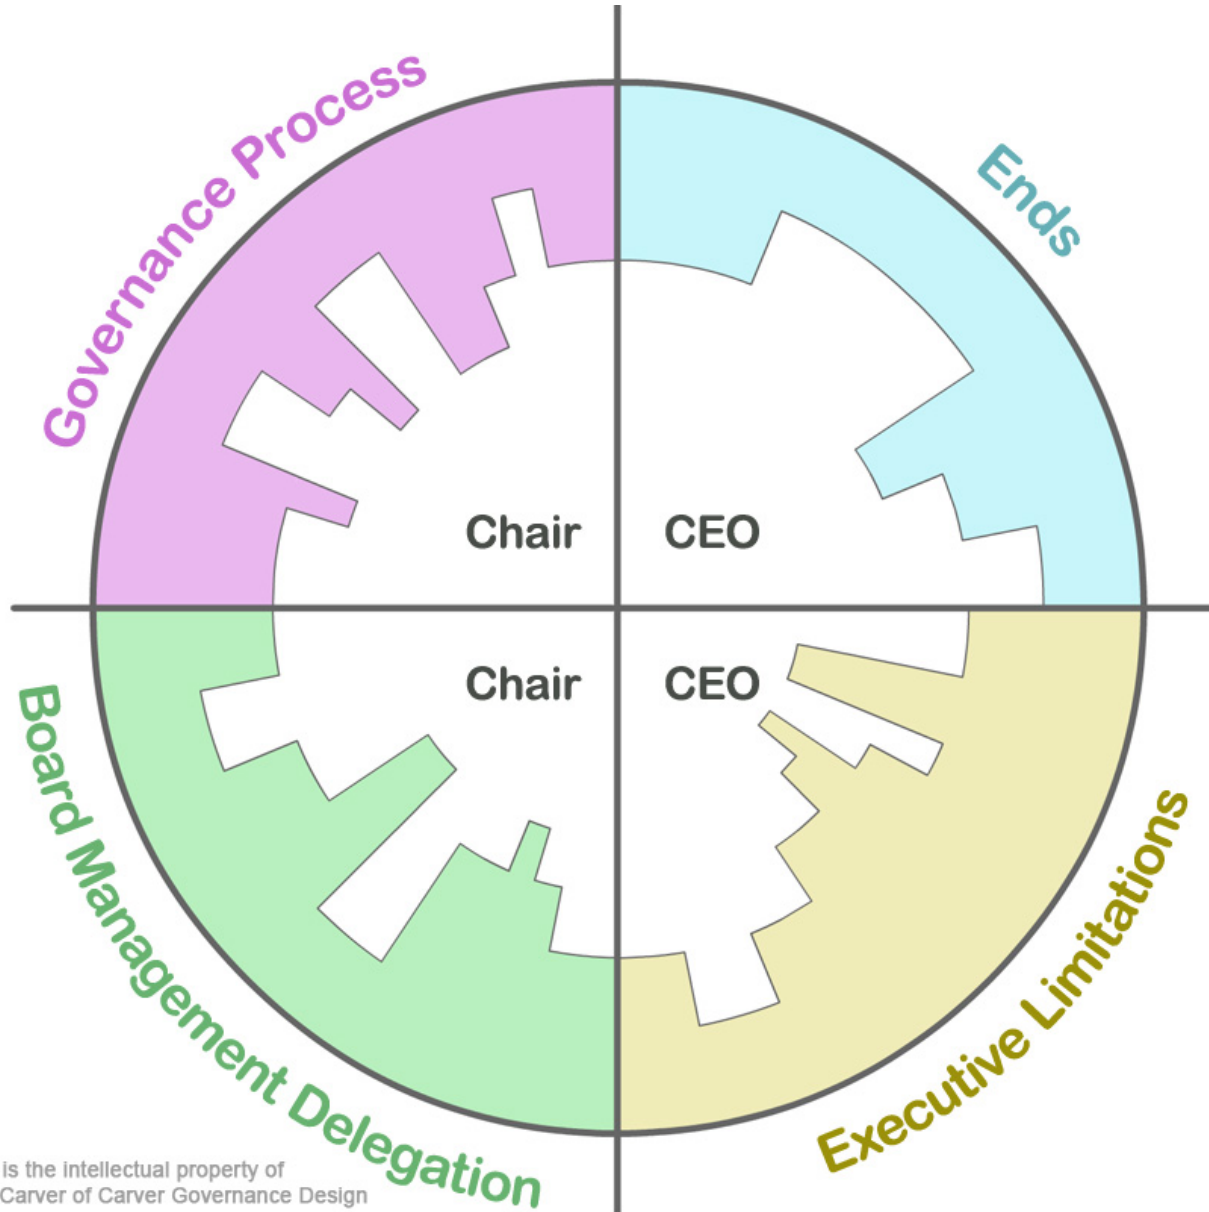 Governance Process
Ends
Chair
CEO
Chair
CEO
Board Management Delegation
Executive Limitations
is the intellectual property of
Carver of Carver Governance Design